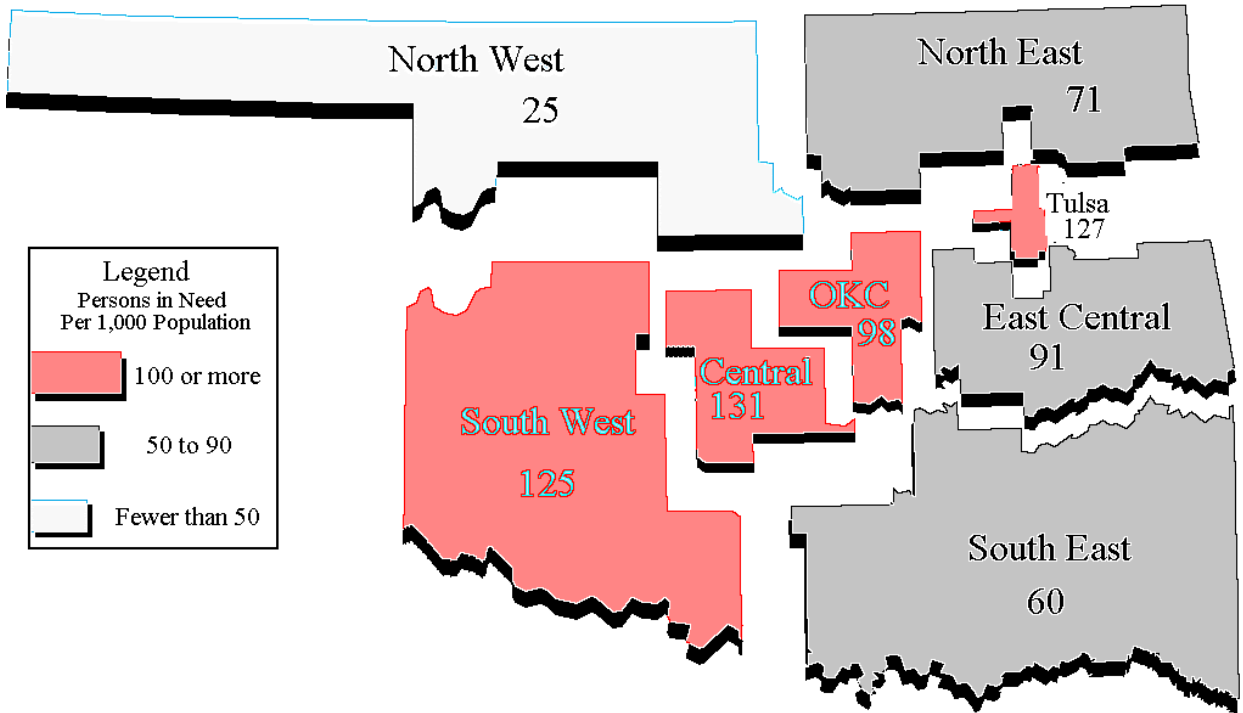 North West
25
North East
71
Tulsa
127
Legend
Persons in Need
Per 1,000 Population
100 or more
50 to 90
Fewer than 50
OKC
98
East Central
91
Central
131
South West
125
South East
60